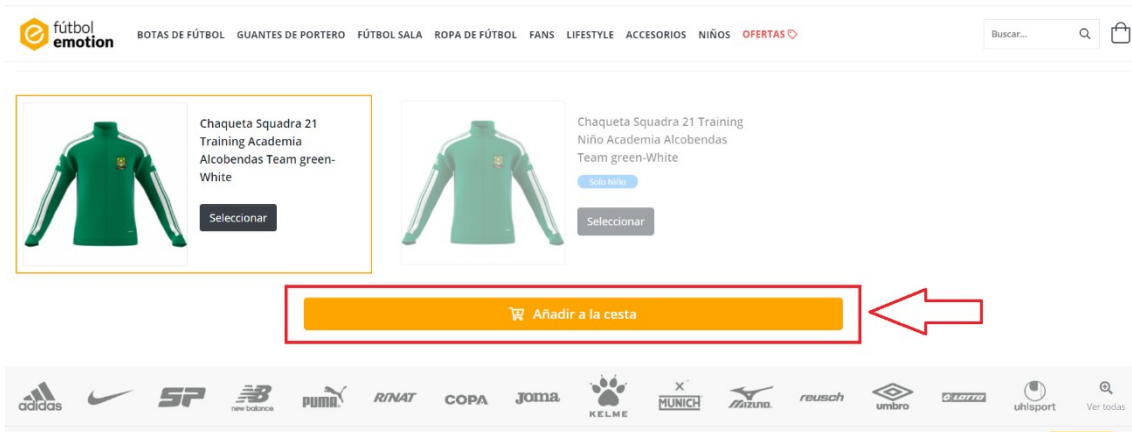 fútbol
emotion
BOTAS DE FÚTBOL GUANTES DE PORTERO FÚTBOL SALA ROPA DE FÚTBOL FANS LIFESTYLE ACCESORIOS NIÑOS OFERTAS
Buscar...
Chaqueta Squadra 21
Training Academia
Alcobendas Team green-
White
Seleccionar
Chaqueta Squadra 21 Training
Niño Academia Alcobendas
Team green-White
Solo Niño
Seleccionar
Añadir a la cesta
adidas
SP
new balance
PUMA
RINAT
COPA
Joma
KELME
MUNICH
MIZUNO
reusch
umbro
LOTTO
uhlsport
Ver todas